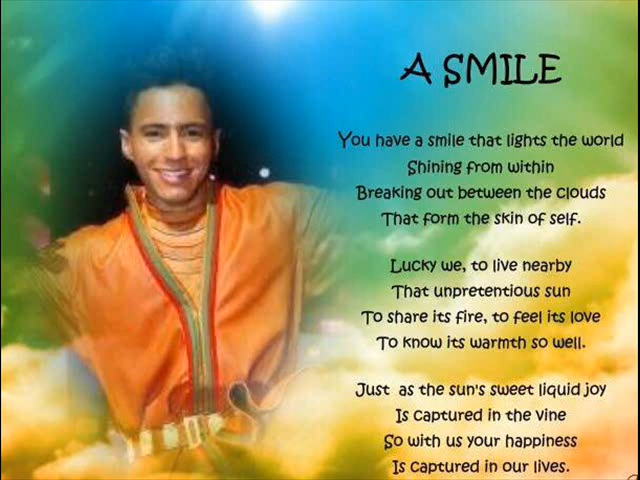 A SMILE
You have a smile that lights the world
Shining from within
Breaking out between the clouds
That form the skin of self.
Lucky we, to live nearby
That unpretentious sun
To share its fire, to feel its love
To know its warmth so well.
Just as the sun's sweet liquid joy
Is captured in the vine
So with us your happiness
Is captured in our lives.